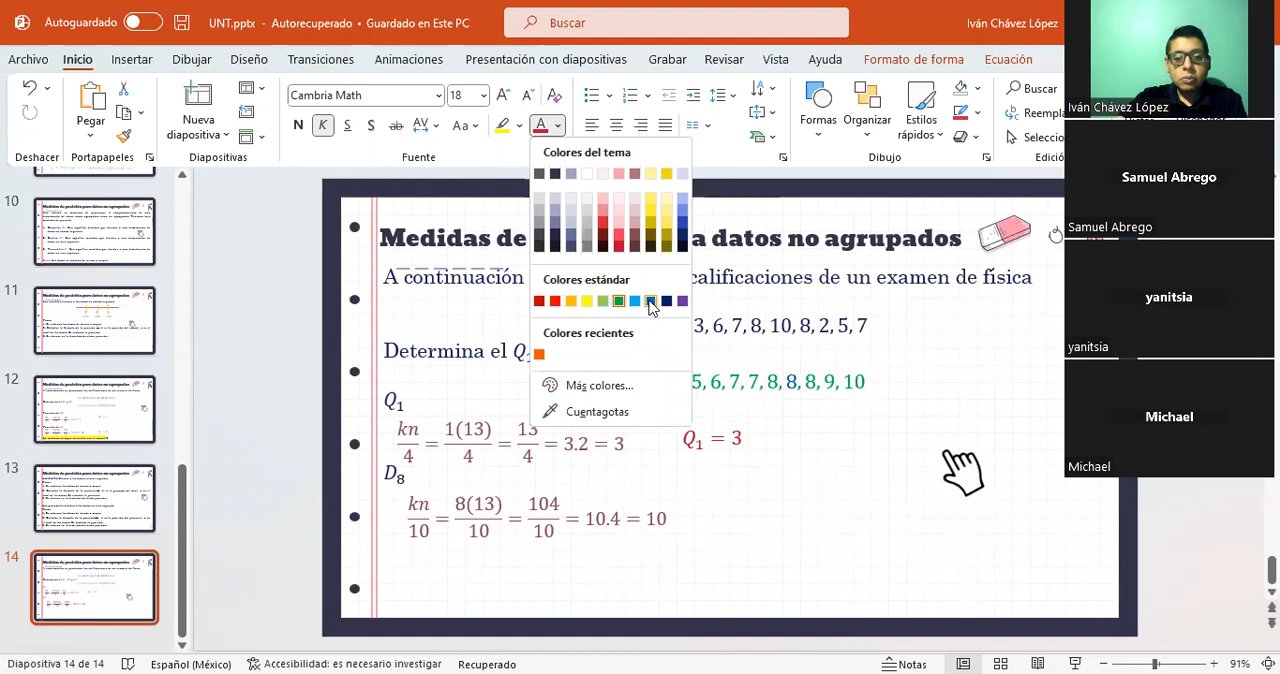 Autoguardado UNT.pptx - Autorecuperado • Guardado en Este PC Buscar Iván Chávez López
Archivo Inicio Insertar Dibujar Diseño Transiciones Animaciones Presentación con diapositivas Grabar Revisar Vista Ayuda Formato de forma Ecuación
Cambria Math 18
Pegar Nueva diapositiva Formas Organizar Estilos rápidos Buscar
N K S S ab AV Aa A
Deshacer Portapapeles Diapositivas Fuente Dibujo
Colores del tema
Colores estándar
Colores recientes
Más colores...
Cuentagotas
10
11
12
13
14
Medidas de a datos no agrupados
A continuación calificaciones de un examen de física
3, 6, 7, 8, 10, 8, 2, 5, 7
Determina el Q
5, 6, 7, 7, 8, 8, 8, 9, 10
Q1
kn/4 = 1(13)/4 = 13/4 = 3.2 = 3
Q1 = 3
D8
kn/10 = 8(13)/10 = 104/10 = 10.4 = 10
Iván Chávez López
Samuel Abrego
Samuel Abrego
yanitsia
yanitsia
Michael
Michael
Diapositiva 14 de 14 Español (México) Accesibilidad: es necesario investigar Recuperado Notas 91%